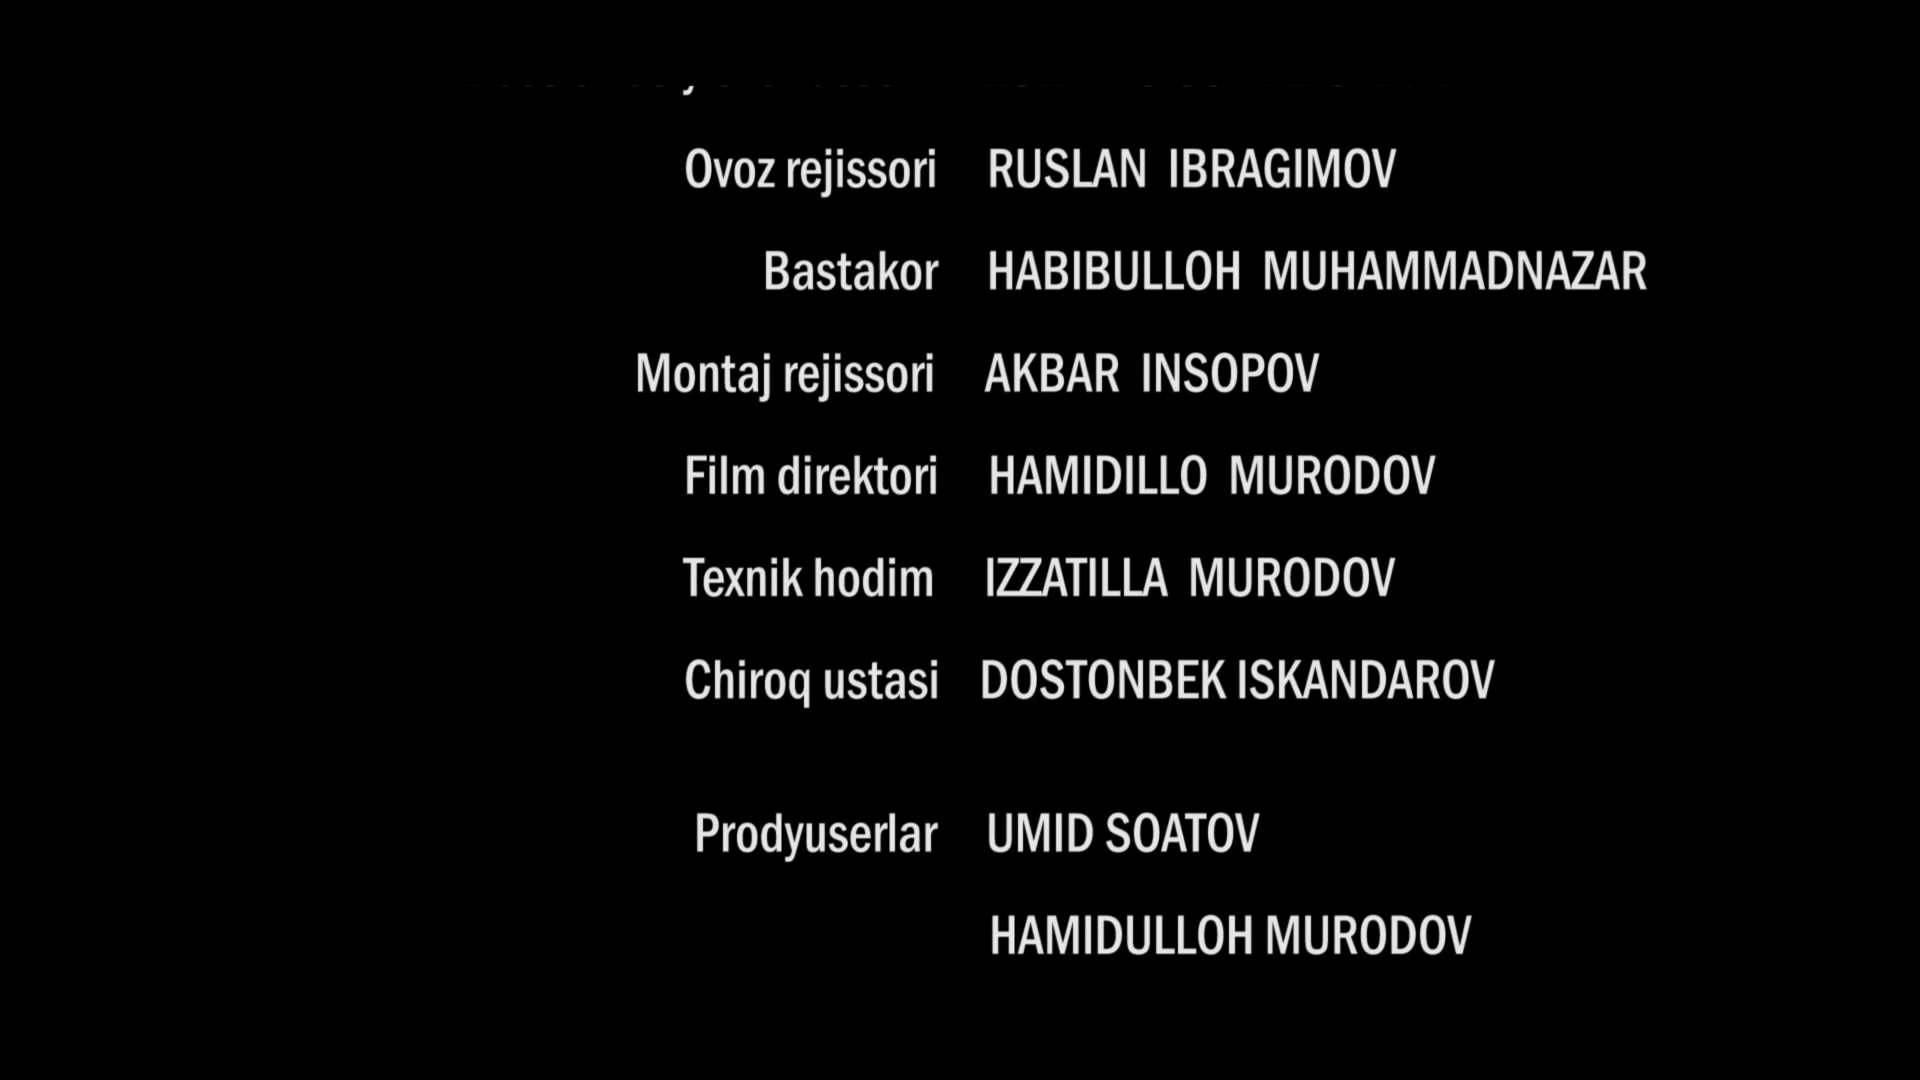 Ovoz rejissori RUSLAN IBRAGIMOV
Bastakor HABIBULLOH MUHAMMADNAZAR
Montaj rejissori AKBAR INSOPOV
Film direktori HAMIDILLO MURODOV
Texnik hodim IZZATILLA MURODOV
Chiroq ustasi DOSTONBEK ISKANDAROV
Prodyuserlar UMID SOATOV
HAMIDULLOH MURODOV